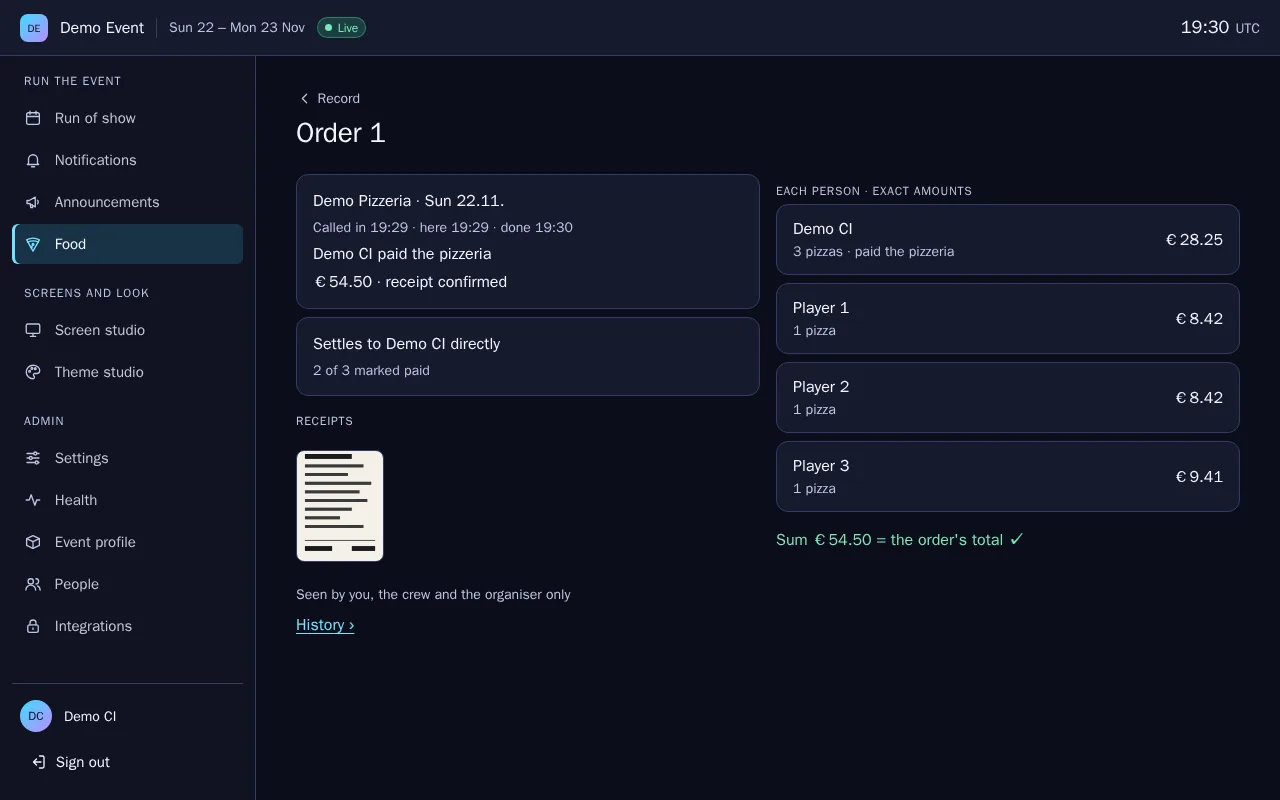 DE Demo Event Sun 22 – Mon 23 Nov Live 19:30 UTC
RUN THE EVENT
Run of show
Notifications
Announcements
Food
SCREENS AND LOOK
Screen studio
Theme studio
ADMIN
Settings
Health
Event profile
People
Integrations
DC Demo CI
Sign out
Record
Order 1
Demo Pizzeria · Sun 22.11.
Called in 19:29 · here 19:29 · done 19:30
Demo CI paid the pizzeria
€ 54.50 · receipt confirmed
Settles to Demo CI directly
2 of 3 marked paid
RECEIPTS
Seen by you, the crew and the organiser only
History ›
EACH PERSON · EXACT AMOUNTS
Demo CI
3 pizzas · paid the pizzeria
€ 28.25
Player 1
1 pizza
€ 8.42
Player 2
1 pizza
€ 8.42
Player 3
1 pizza
€ 9.41
Sum € 54.50 = the order's total ✓